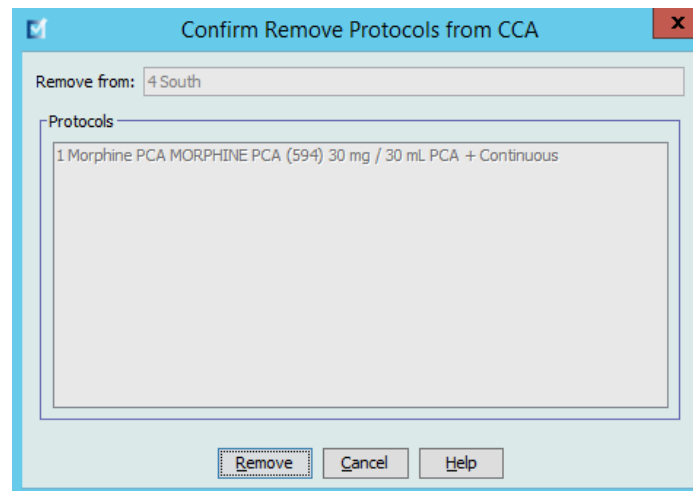 Confirm Remove Protocols from CCA
x
Remove from: 4 South
Protocols
1 Morphine PCA MORPHINE PCA (594) 30 mg / 30 mL PCA + Continuous
Remove Cancel Help